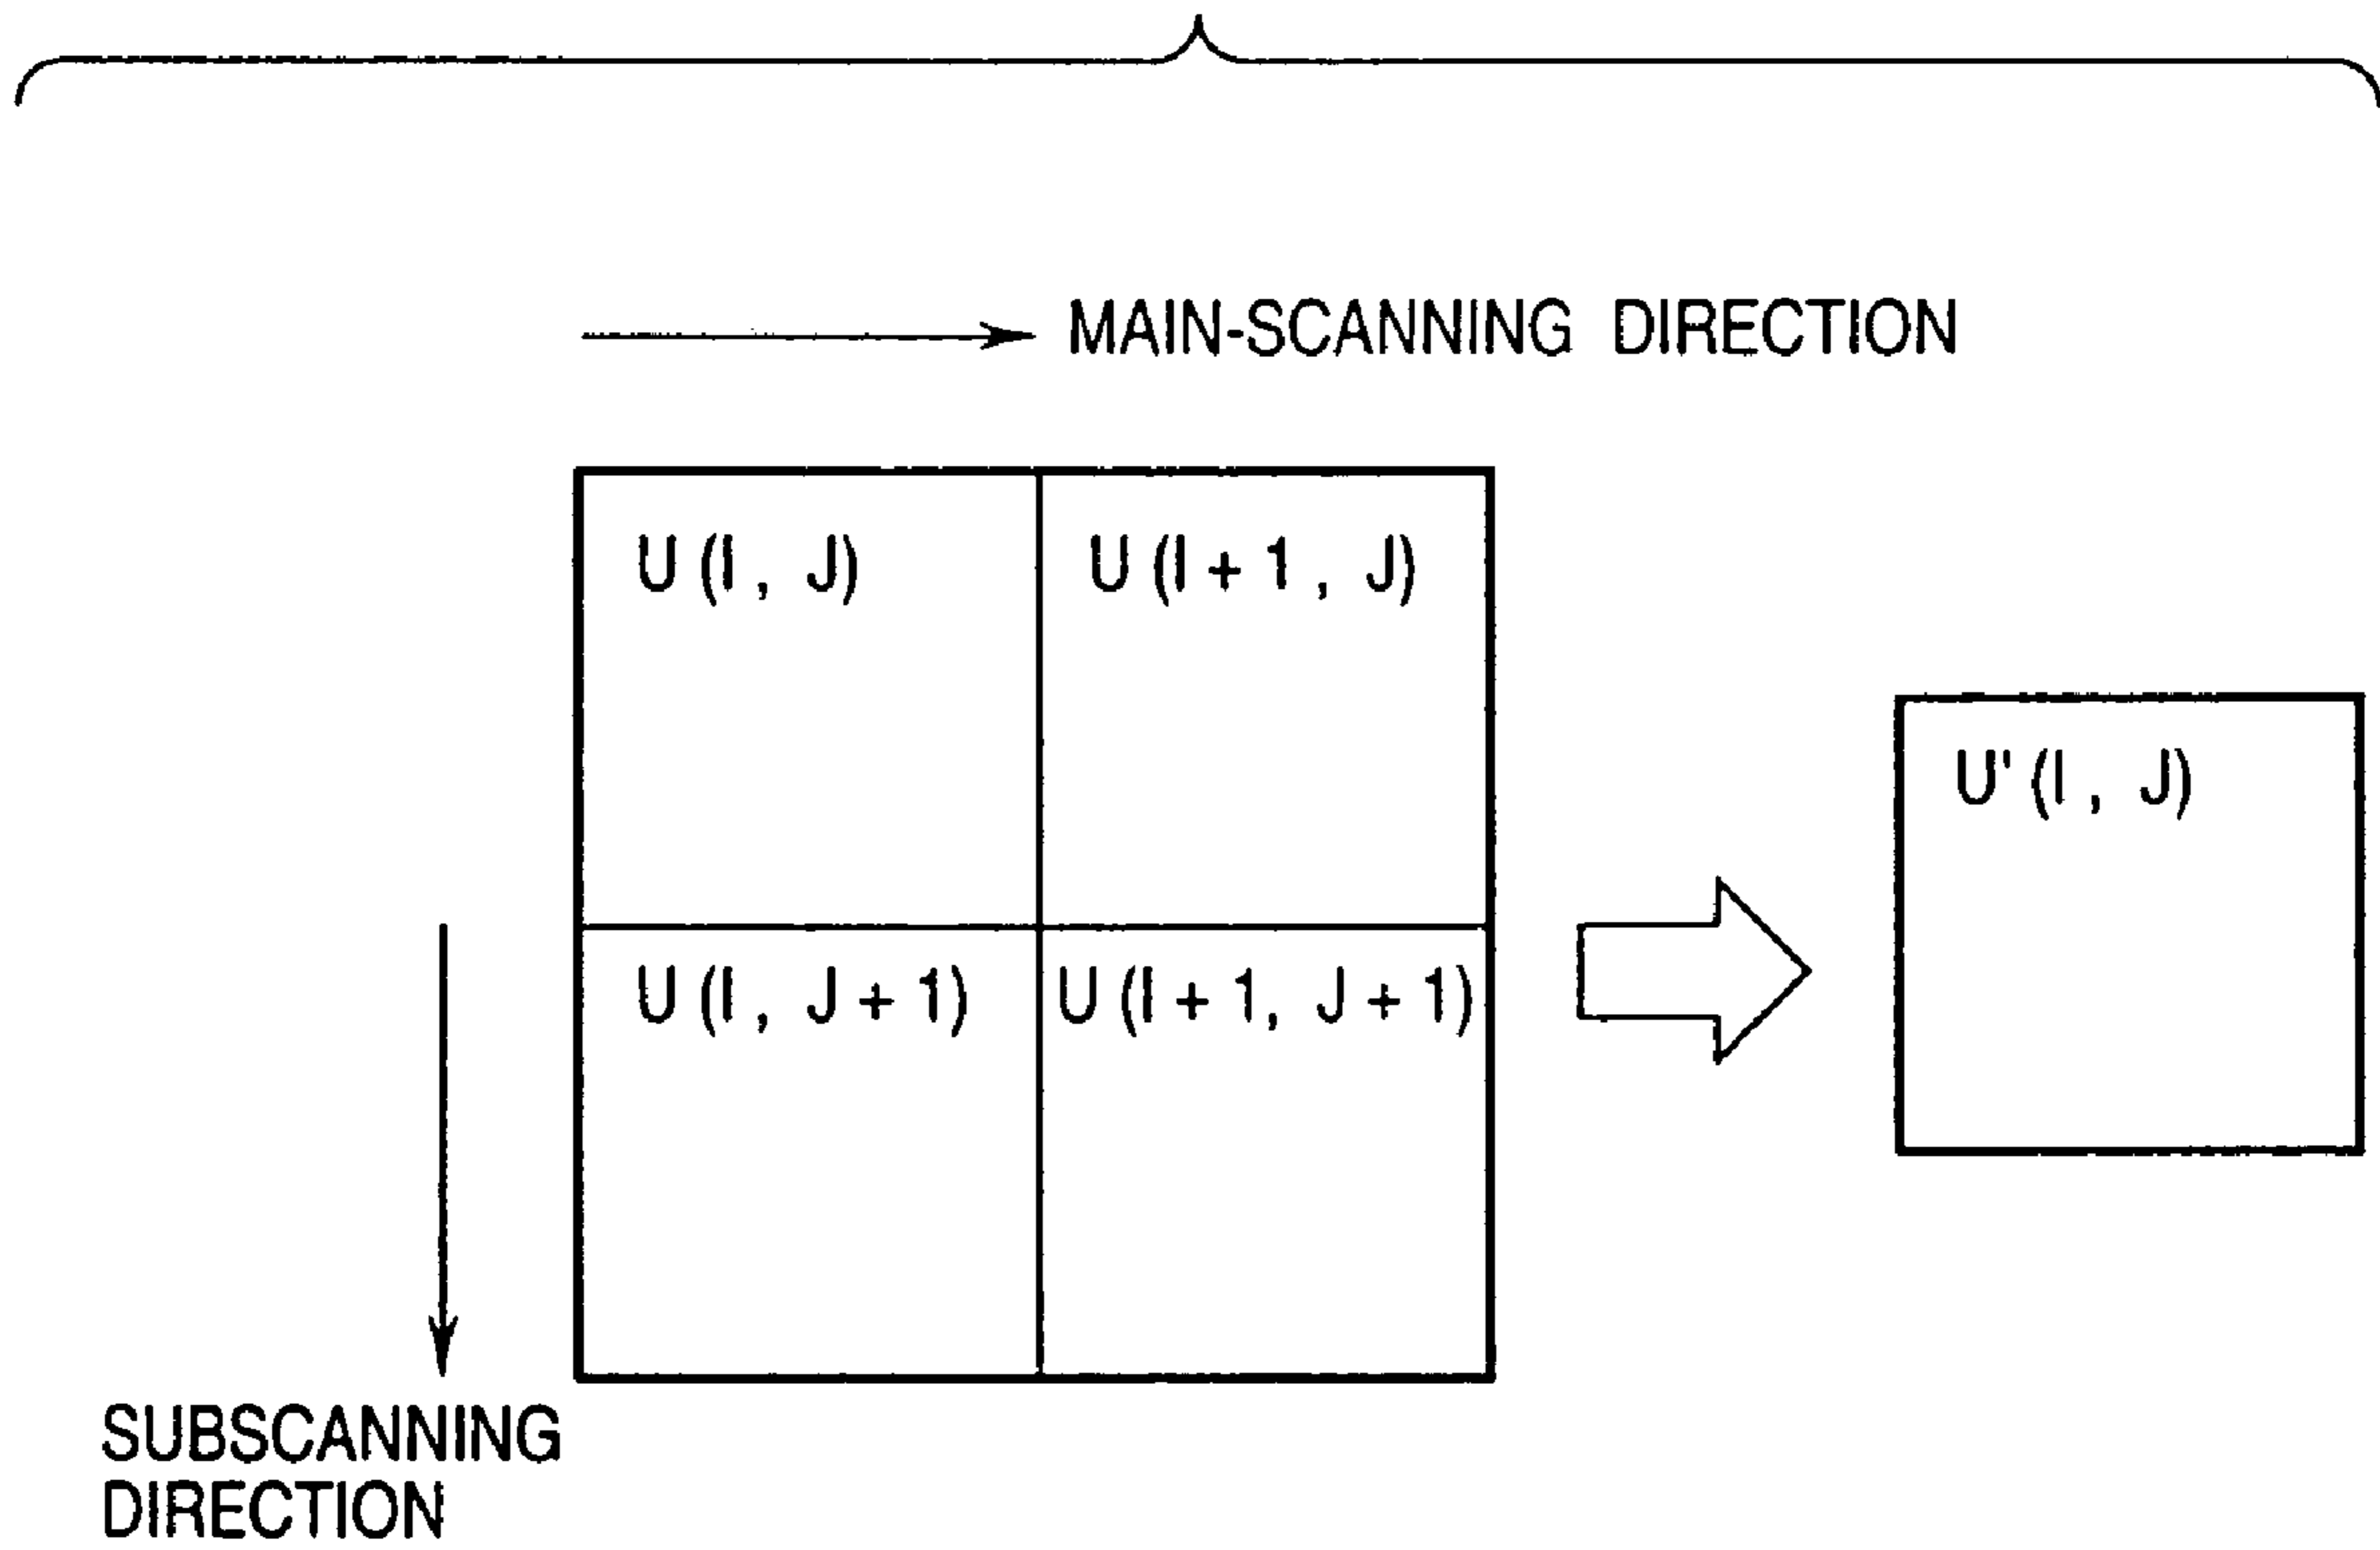 MAIN-SCANNING DIRECTION
U(I, J)
U(I+1, J)
U'(I, J)
U(I, J+1)
U(I+1, J+1)
SUBSCANNING
DIRECTION